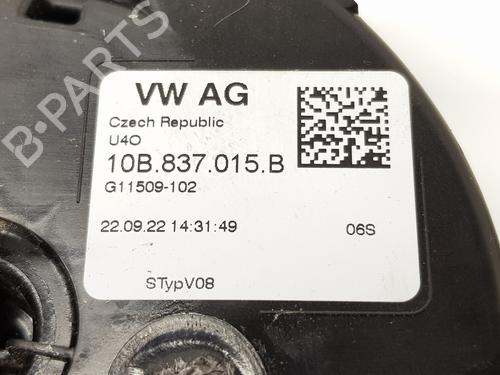 VW AG
Czech Republic
U4O
10B.837.015.B
G11509-102
22.09.22 14:31:49 06S
STypV08
B-PARTS